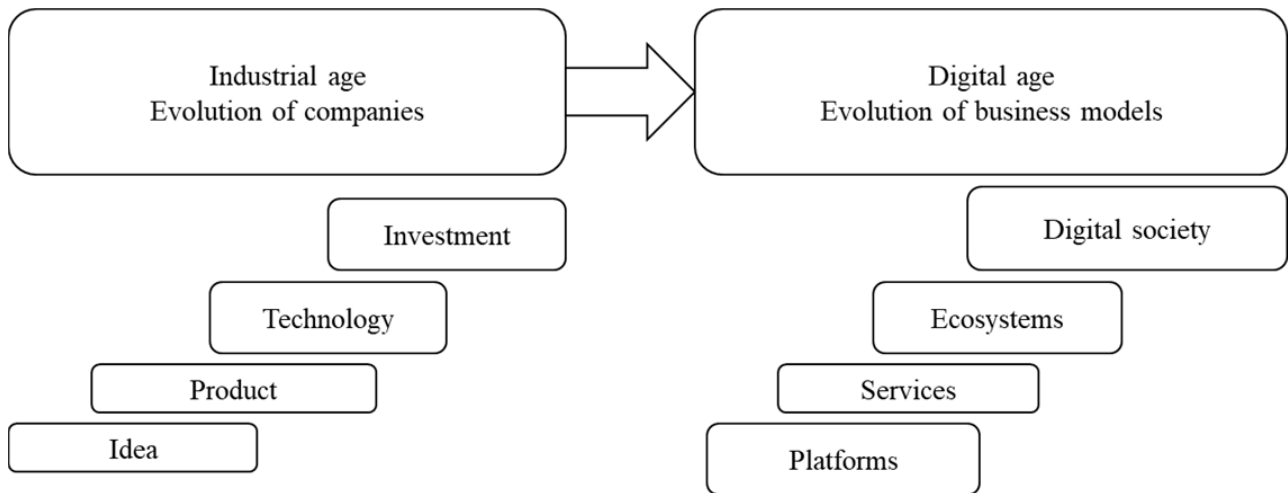 Industrial age
Evolution of companies
Digital age
Evolution of business models
Investment
Technology
Product
Idea
Digital society
Ecosystems
Services
Platforms